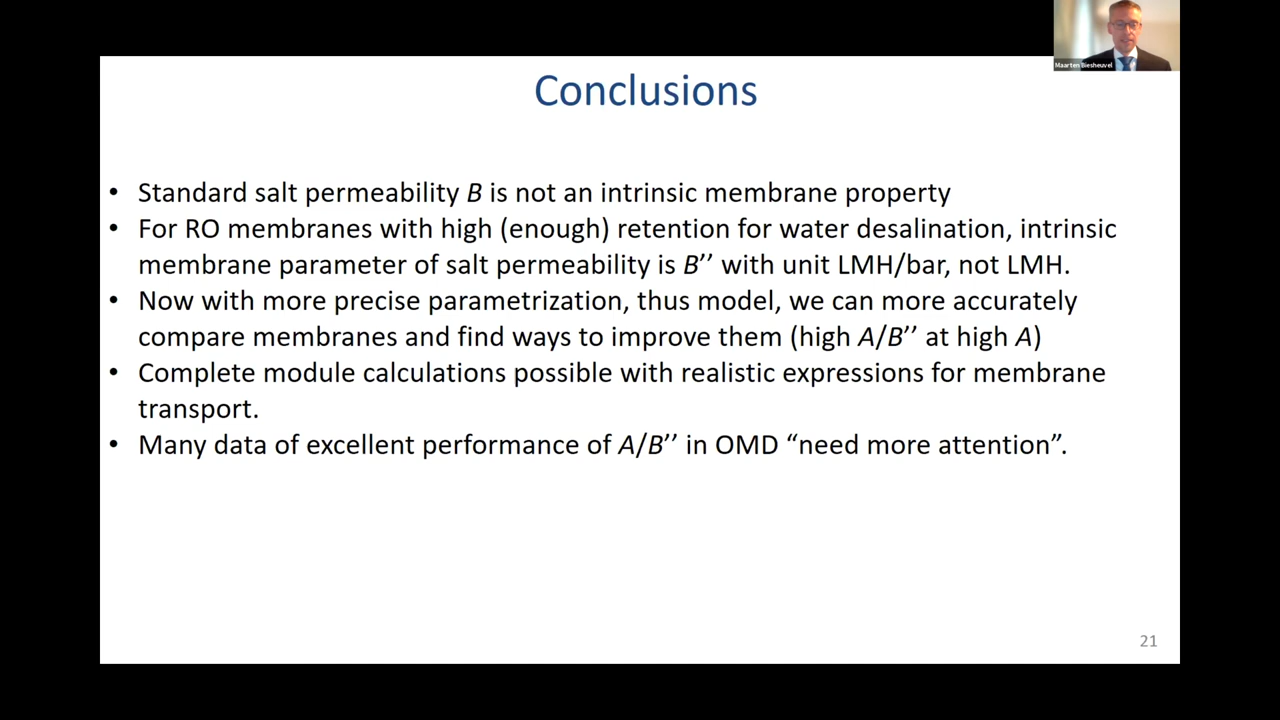 Maarten Biesheuvel
Conclusions
• Standard salt permeability B is not an intrinsic membrane property
• For RO membranes with high (enough) retention for water desalination, intrinsic
membrane parameter of salt permeability is B’’ with unit LMH/bar, not LMH.
• Now with more precise parametrization, thus model, we can more accurately
compare membranes and find ways to improve them (high A/B’’ at high A)
• Complete module calculations possible with realistic expressions for membrane
transport.
• Many data of excellent performance of A/B’’ in OMD “need more attention”.
21